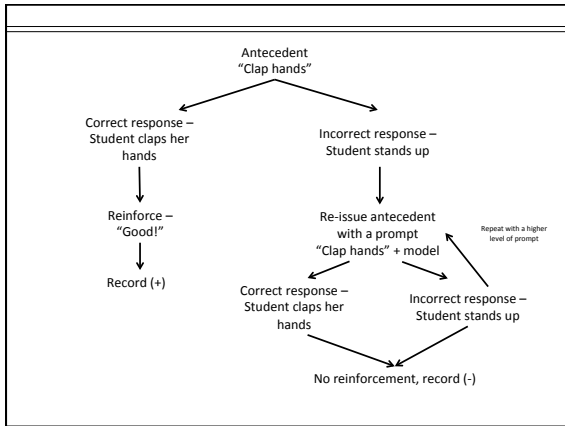 Antecedent
“Clap hands”
Correct response –
Student claps her
hands
Incorrect response –
Student stands up
Reinforce –
“Good!”
Re-issue antecedent
with a prompt
“Clap hands” + model
Repeat with a higher
level of prompt
Record (+)
Correct response –
Student claps her
hands
Incorrect response –
Student stands up
No reinforcement, record (-)